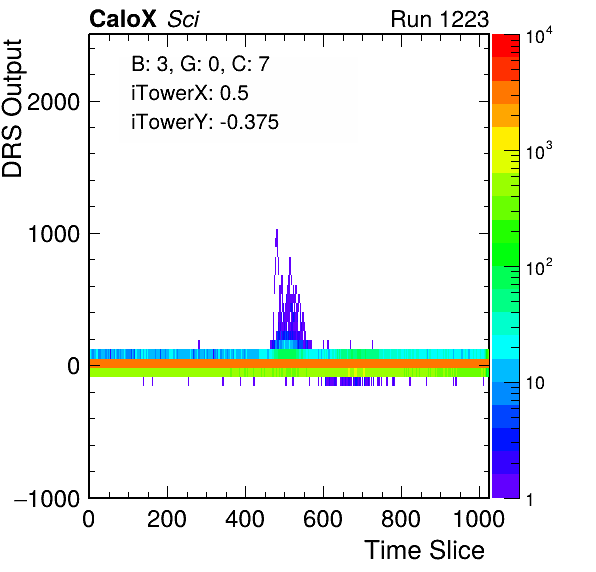 CaloX Sci Run 1223
B: 3, G: 0, C: 7
iTowerX: 0.5
iTowerY: -0.375
DRS Output
2000
1000
0
−1000
0 200 400 600 800 1000
Time Slice
10^4
10^3
10^2
10
1